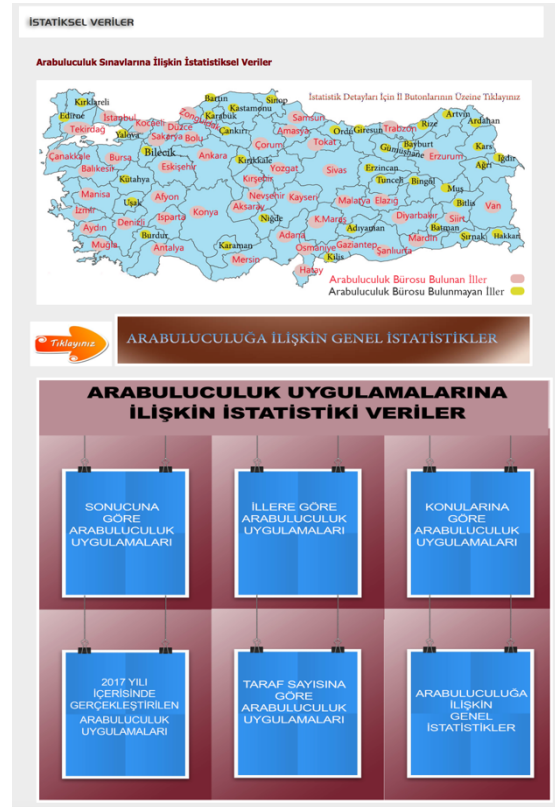 İSTATİKSEL VERİLER
Arabuluculuk Sınavlarına İlişkin İstatistiksel Veriler
İstatistik Detayları İçin İl Butonlarının Üzeine Tıklayınız
Kırklareli
Edirne
Tekirdağ
İstanbul
Kocaeli
Yalova
Sakarya
Düzce
Bolu
Zonguldak
Bartın
Karabük
Kastamonu
Çankırı
Sinop
Samsun
Amasya
Çorum
Tokat
Ordu
Giresun
Trabzon
Rize
Artvin
Ardahan
Gümüşhane
Bayburt
Erzurum
Kars
Iğdır
Ağrı
Çanakkale
Balıkesir
Bursa
Bilecik
Eskişehir
Kütahya
Ankara
Kırıkkale
Kırşehir
Yozgat
Sivas
Erzincan
Tunceli
Bingöl
Muş
Bitlis
Van
Manisa
İzmir
Uşak
Afyon
Aydın
Denizli
Isparta
Burdur
Muğla
Antalya
Konya
Aksaray
Nevşehir
Kayseri
Niğde
Karaman
Mersin
Adana
K.Maraş
Malatya
Elazığ
Adıyaman
Diyarbakır
Batman
Siirt
Mardin
Şırnak
Hakkari
Osmaniye
Gaziantep
Şanlıurfa
Kilis
Hatay
Arabuluculuk Bürosu Bulunan İller
Arabuluculuk Bürosu Bulunmayan İller
Tıklayınız
ARABULUCULUĞA İLİŞKİN GENEL İSTATİSTİKLER
ARABULUCULUK UYGULAMALARINA
İLİŞKİN İSTATİSTİKİ VERİLER
SONUCUNA
GÖRE
ARABULUCULUK
UYGULAMALARI
İLLERE GÖRE
ARABULUCULUK
UYGULAMALARI
KONULARINA
GÖRE
ARABULUCULUK
UYGULAMALARI
2017 YILI
İÇERİSİNDE
GERÇEKLEŞTİRİLEN
ARABULUCULUK
UYGULAMALARI
TARAF SAYISINA
GÖRE
ARABULUCULUK
UYGULAMALARI
ARABULUCULUĞA
İLİŞKİN
GENEL
İSTATİSTİKLER